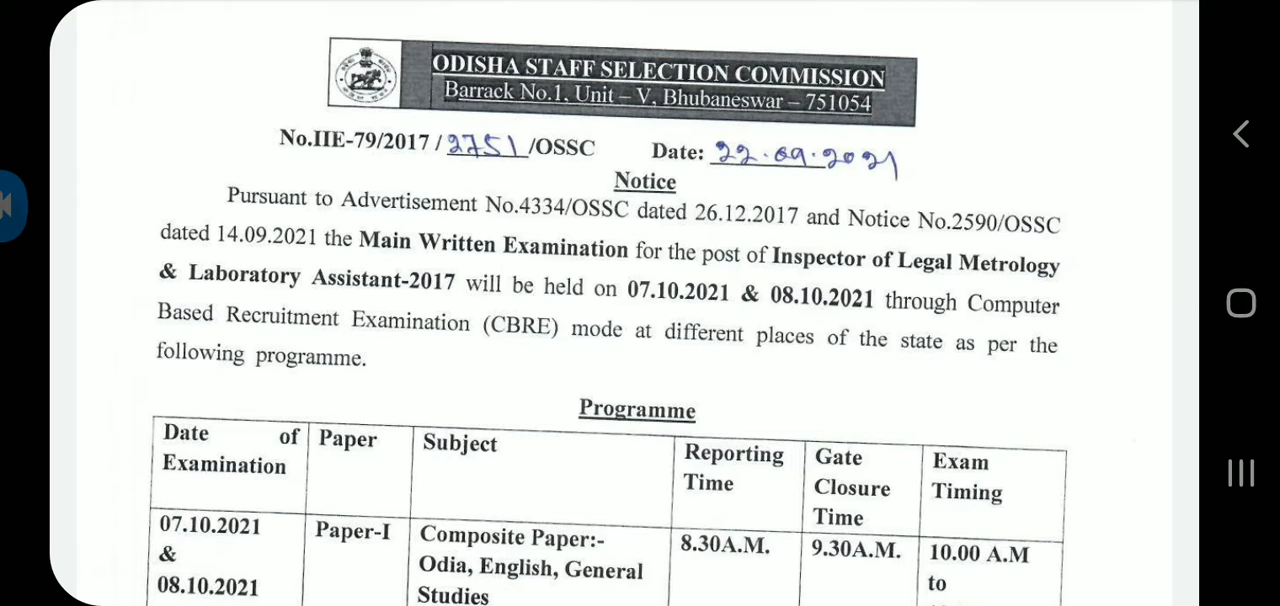 ODISHA STAFF SELECTION COMMISSION
Barrack No.1, Unit – V, Bhubaneswar – 751054
No.IIE-79/2017 / 2751 /OSSC Date: 22.09.2021
Notice
Pursuant to Advertisement No.4334/OSSC dated 26.12.2017 and Notice No.2590/OSSC
dated 14.09.2021 the Main Written Examination for the post of Inspector of Legal Metrology
& Laboratory Assistant-2017 will be held on 07.10.2021 & 08.10.2021 through Computer
Based Recruitment Examination (CBRE) mode at different places of the state as per the
following programme.
Programme
Date of Examination Paper Subject Reporting Time Gate Closure Time Exam Timing
07.10.2021 & 08.10.2021 Paper-I Composite Paper:- Odia, English, General Studies 8.30A.M. 9.30A.M. 10.00 A.M to